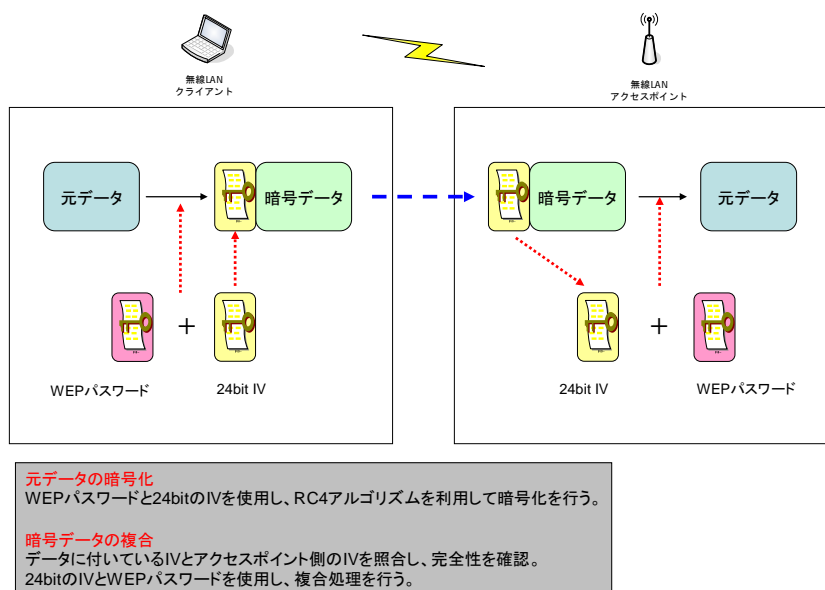 無線LAN
クライアント
無線LAN
アクセスポイント
元データ
暗号データ
暗号データ
元データ
+
+
WEPパスワード
24bit IV
24bit IV
WEPパスワード
元データの暗号化
WEPパスワードと24bitのIVを使用し、RC4アルゴリズムを利用して暗号化を行う。
暗号データの複合
データに付いているIVとアクセスポイント側のIVを照合し、完全性を確認。
24bitのIVとWEPパスワードを使用し、複合処理を行う。